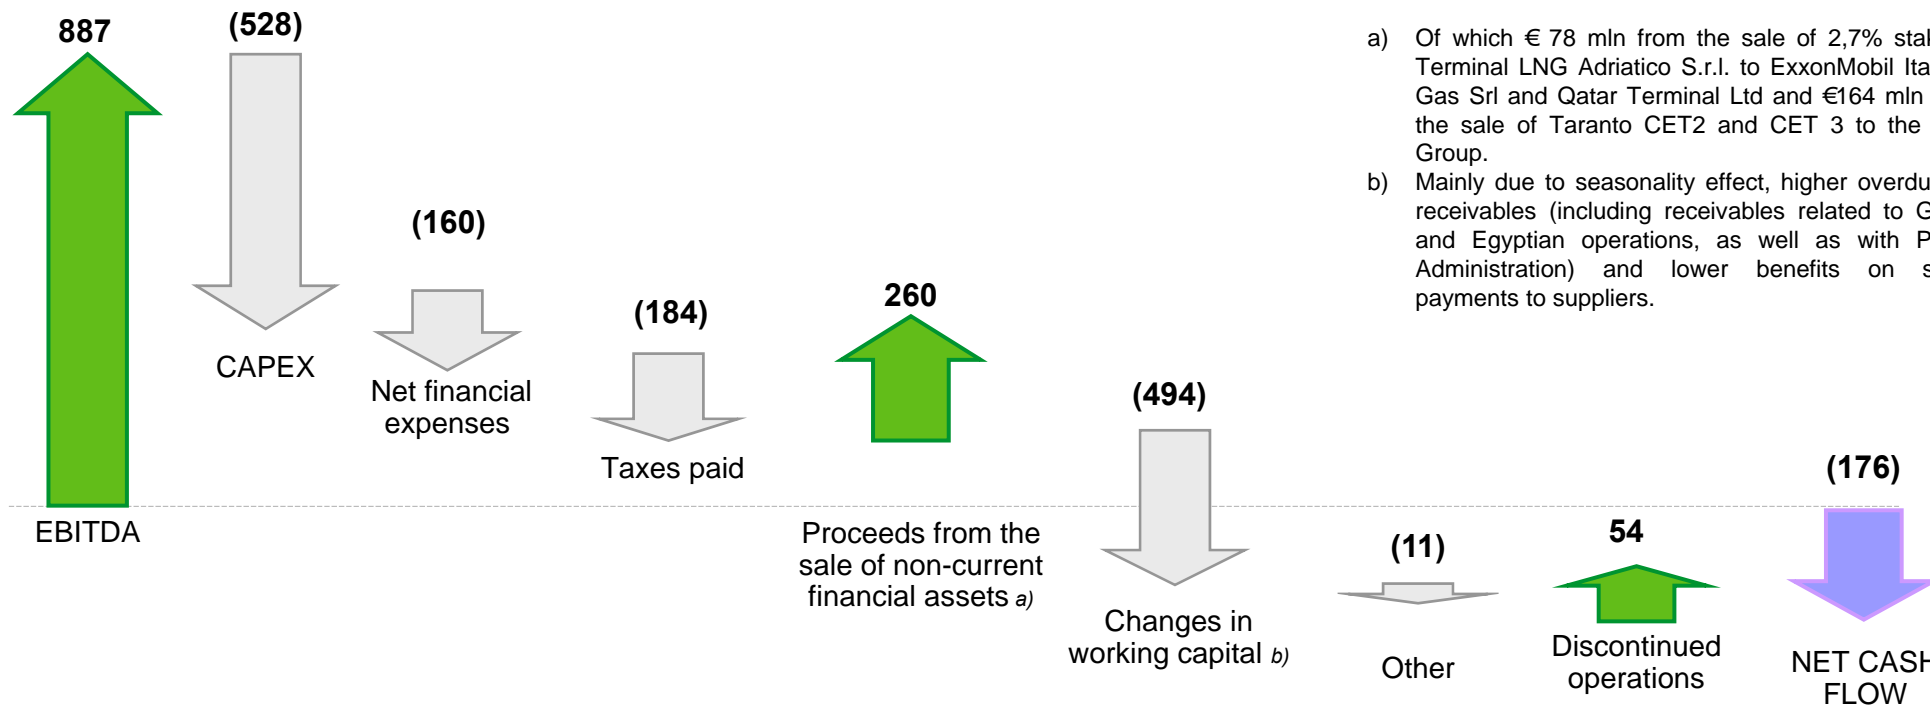 887
EBITDA
(528)
CAPEX
(160)
Net financial
expenses
(184)
Taxes paid
260
Proceeds from the
sale of non-current
financial assets a)
(494)
Changes in
working capital b)
(11)
Other
54
Discontinued
operations
(176)
NET CASH
FLOW
a) Of which € 78 mln from the sale of 2,7%
Terminal LNG Adriatico S.r.l. to ExxonMobil
Gas Srl and Qatar Terminal Ltd and €164 mln
the sale of Taranto CET2 and CET 3 to the
Group.
b) Mainly due to seasonality effect, higher
receivables (including receivables related to
and Egyptian operations, as well as with
Administration) and lower benefits on
payments to suppliers.